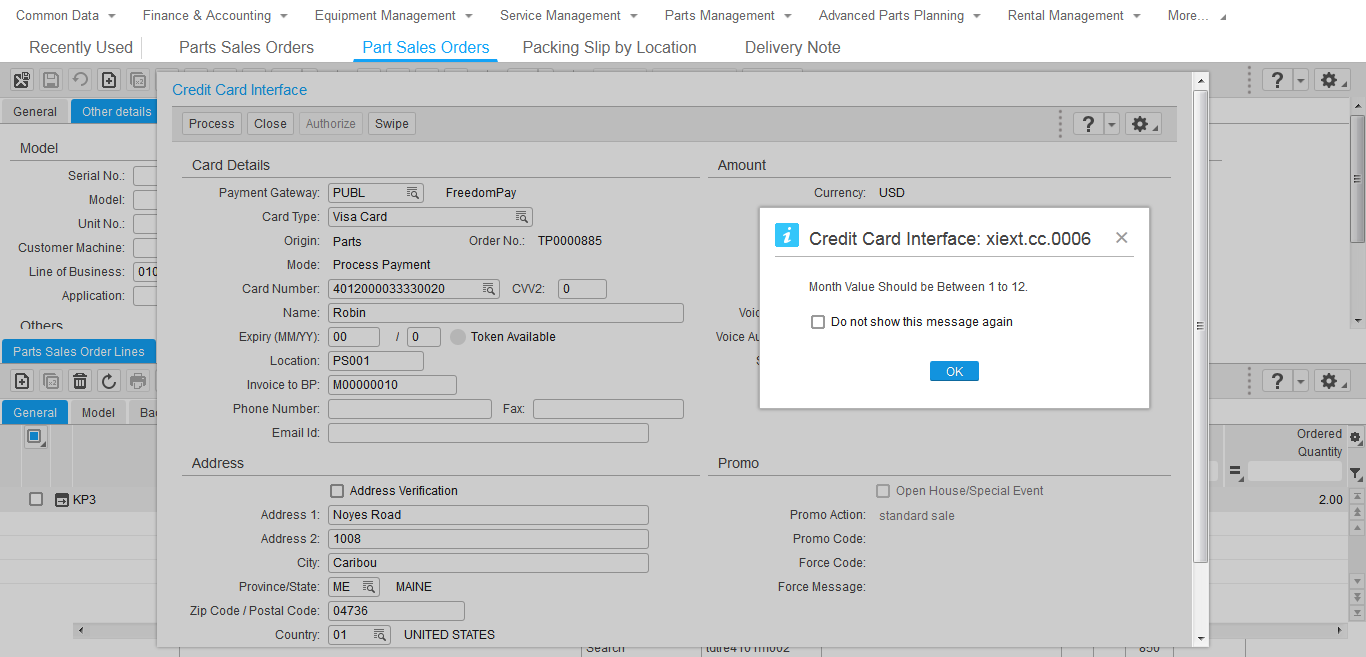 Common Data Finance & Accounting Equipment Management Service Management Parts Management Advanced Parts Planning Rental Management More...
Recently Used Parts Sales Orders Part Sales Orders Packing Slip by Location Delivery Note
General Other details
Model
Serial No.:
Model:
Unit No.:
Customer Machine:
Line of Business: 010
Application:
Others
Parts Sales Order Lines
General Model Ba
KP3
Credit Card Interface
Process Close Authorize Swipe
Card Details
Payment Gateway: PUBL FreedomPay
Card Type: Visa Card
Origin: Parts Order No.: TP0000885
Mode: Process Payment
Card Number: 4012000033330020 CVV2: 0
Name: Robin
Expiry (MM/YY): 00 / 0 Token Available
Location: PS001
Invoice to BP: M00000010
Phone Number: Fax:
Email Id:
Address
Address Verification
Address 1: Noyes Road
Address 2: 1008
City: Caribou
Province/State: ME MAINE
Zip Code / Postal Code: 04736
Country: 01 UNITED STATES
Amount
Currency: USD
Voic
Voice Au
Credit Card Interface: xiext.cc.0006
Month Value Should be Between 1 to 12.
Do not show this message again
OK
Promo
Open House/Special Event
Promo Action: standard sale
Promo Code:
Force Code:
Force Message:
Ordered
Quantity
2.00
Search